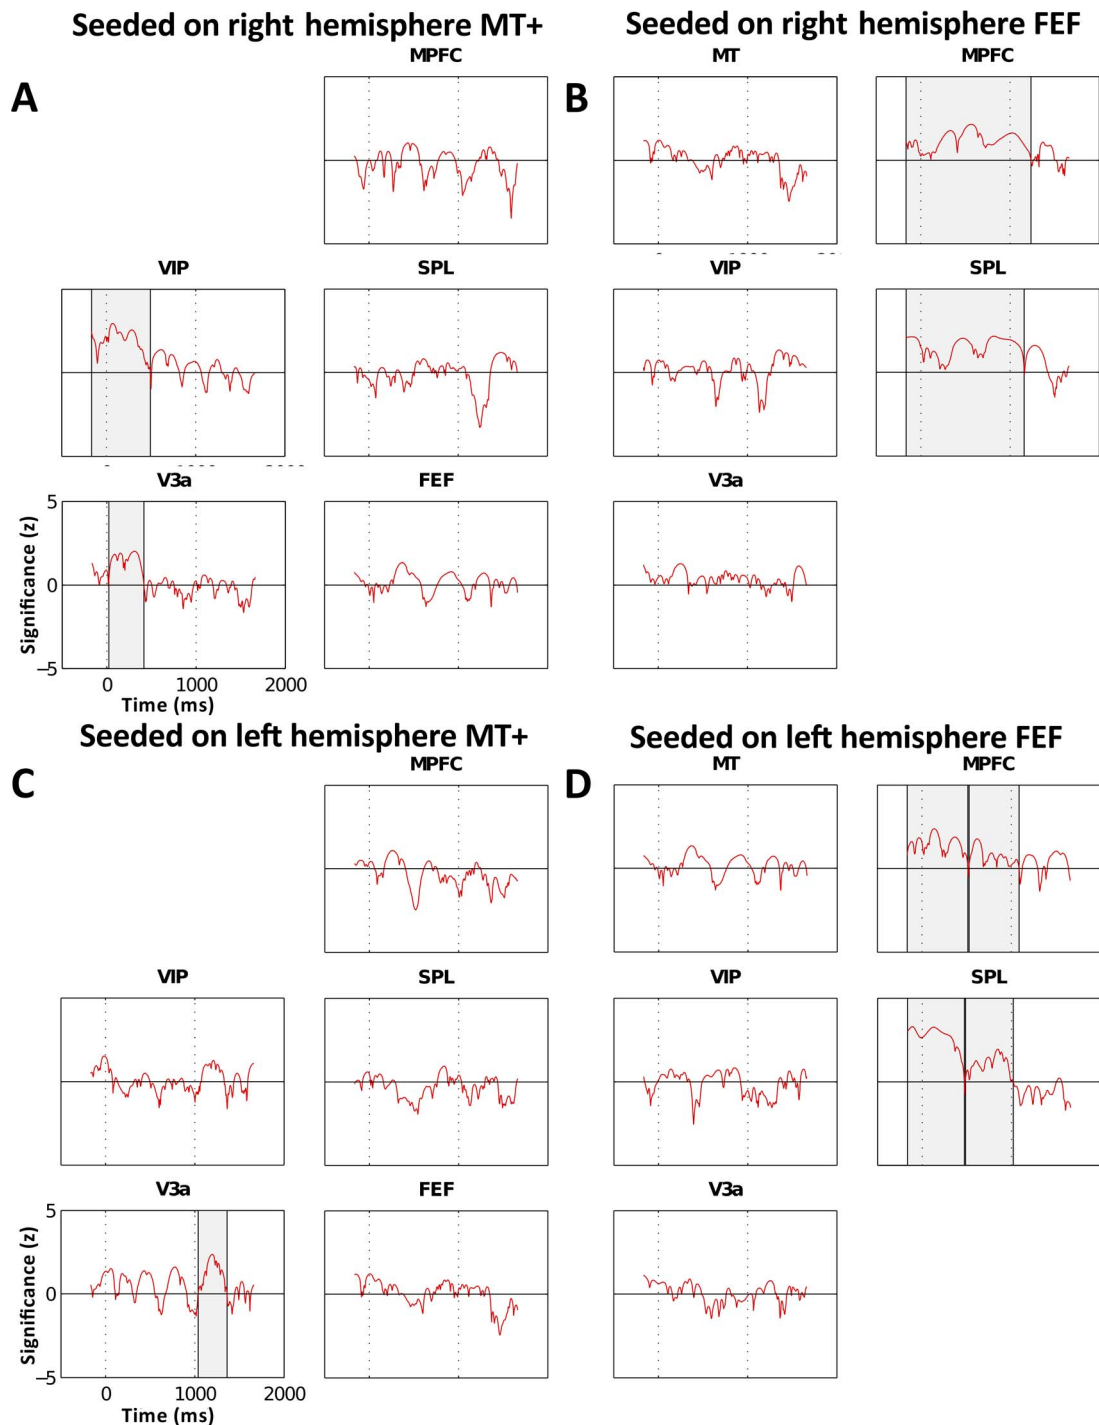 Seeded on right hemisphere MT+
Seeded on right hemisphere FEF
A
MPFC
B
MT
MPFC
VIP
SPL
VIP
SPL
2000
V3a
FEF
V3a
5
0
−5
Significance (z)
0 1000 2000
Time (ms)
Seeded on left hemisphere MT+
Seeded on left hemisphere FEF
C
MPFC
D
MT
MPFC
VIP
SPL
VIP
SPL
V3a
FEF
V3a
5
0
−5
Significance (z)
0 1000 2000
Time (ms)